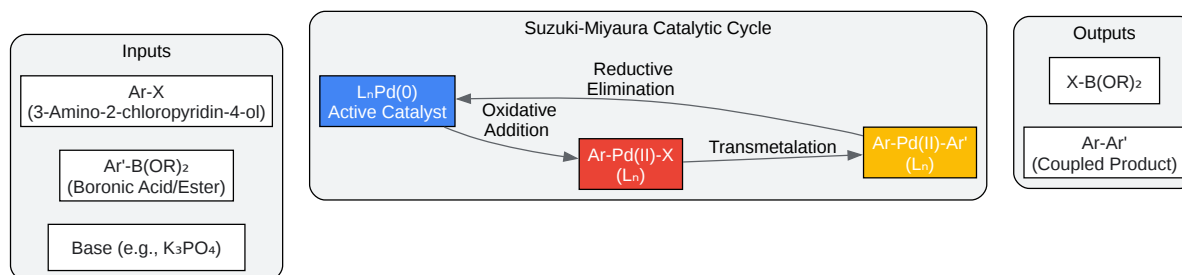 Inputs
Ar-X
(3-Amino-2-chloropyridin-4-ol)
Ar'-B(OR)₂
(Boronic Acid/Ester)
Base (e.g., K₃PO₄)
Suzuki-Miyaura Catalytic Cycle
LₙPd(0)
Active Catalyst
Oxidative
Addition
Reductive
Elimination
Ar-Pd(II)-X
(Lₙ)
Transmetalation
Ar-Pd(II)-Ar'
(Lₙ)
Outputs
X-B(OR)₂
Ar-Ar'
(Coupled Product)